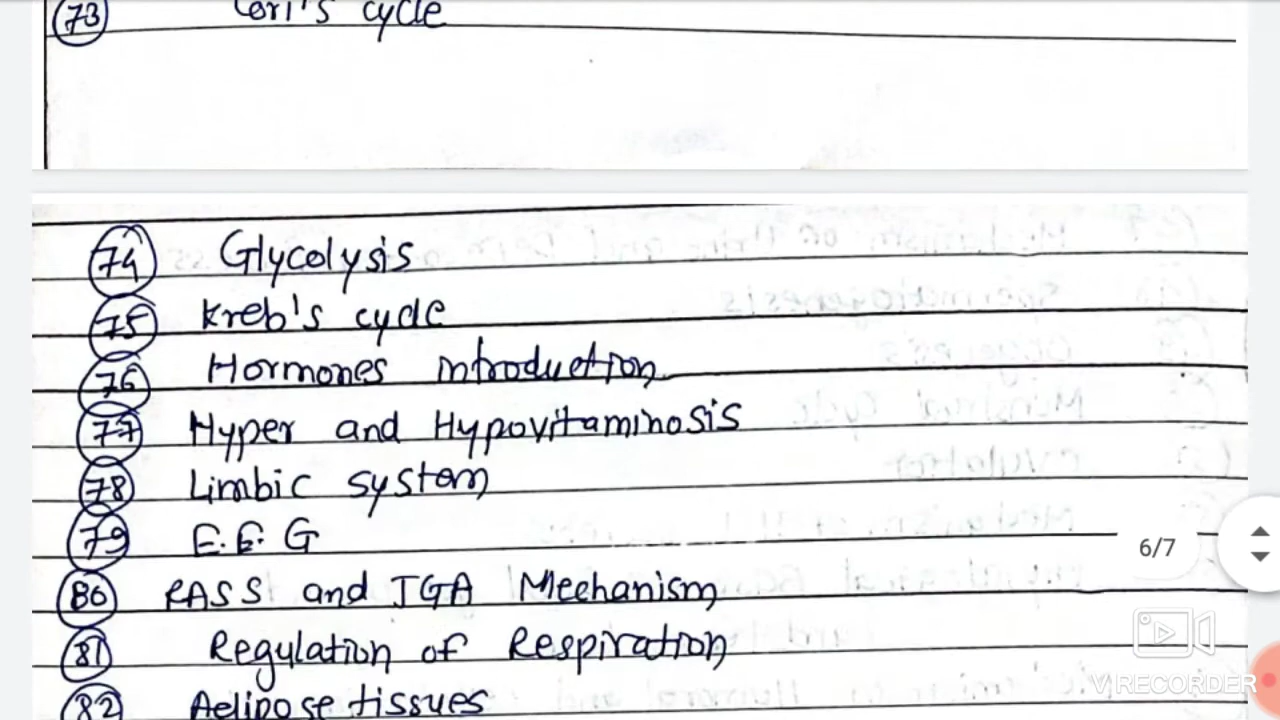 73 Cori's cycle
74 Glycolysis
75 Kreb's cycle
76 Hormones introduction
77 Hyper and Hypovitaminosis
78 Limbic system
79 E.E.G
6/7
80 RASS and JGA Mechanism
81 Regulation of Respiration
V RECORDER
82 Adipose tissues